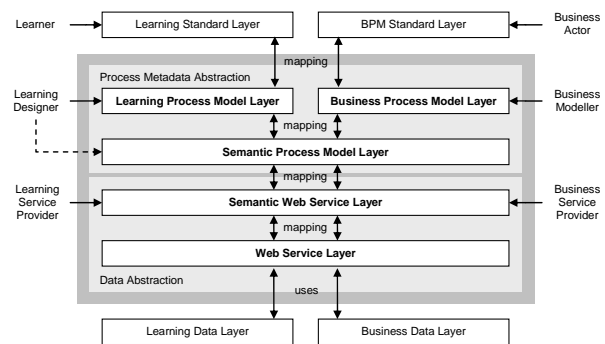 Learner
Learning Standard Layer
BPM Standard Layer
Business
Actor
mapping
Process Metadata Abstraction
Learning
Designer
Learning Process Model Layer
Business Process Model Layer
Business
Modeller
mapping
Semantic Process Model Layer
mapping
Learning
Service
Provider
Semantic Web Service Layer
Business
Service
Provider
mapping
Web Service Layer
Data Abstraction
uses
Learning Data Layer
Business Data Layer